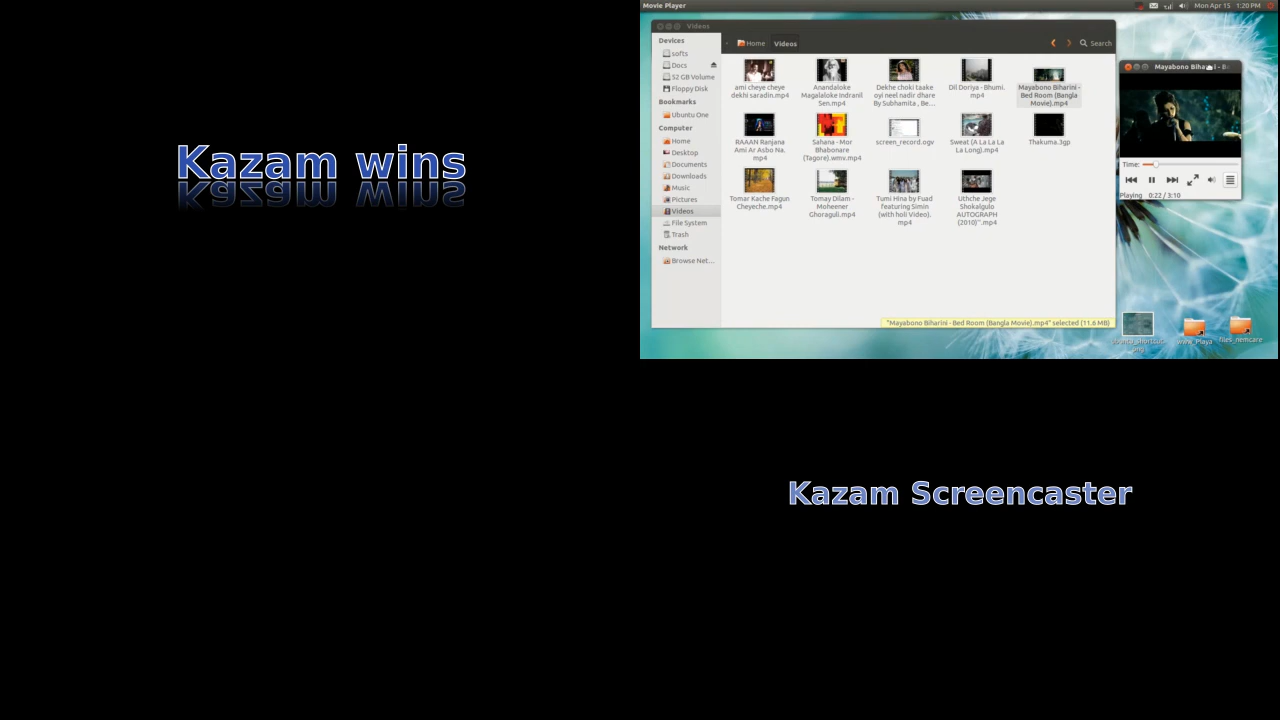 Kazam wins
Movie Player
Mon Apr 15 1:20 PM
Videos
Devices
softs
Docs
52 GB Volume
Floppy Disk
Bookmarks
Ubuntu One
Computer
Home
Desktop
Documents
Downloads
Music
Pictures
Videos
File System
Trash
Network
Browse Net...
Home Videos
Search
ami cheye cheye
dekhi saradin.mp4
Anandaloke
Magalaloke Indranil
Sen.mp4
Dekhe choki taake
oyi neel nadir dhare
By Subhamita , Be...
Dil Doriya - Bhumi.
mp4
Mayabono Biharini -
Bed Room (Bangla
Movie).mp4
RAAAN Ranjana
Ami Ar Asbo Na.
mp4
Sahana - Mor
Bhabonare
(Tagore).wmv.mp4
screen_record.ogv
Sweat (A La La La
La Long).mp4
Thakuma.3gp
Tomar Kache Fagun
Cheyeche.mp4
Tomay Dilam -
Moheener
Ghoraguli.mp4
Tumi Hina by Fuad
featuring Simin
(with holi Video).
mp4
Uthche Jege
Shokalgulo
AUTOGRAPH
(2010)".mp4
"Mayabono Biharini - Bed Room (Bangla Movie).mp4" selected (11.6 MB)
Mayabono
Time:
Playing 0:22 / 3:10
png
www_Playa
files_nemcare
Kazam Screencaster